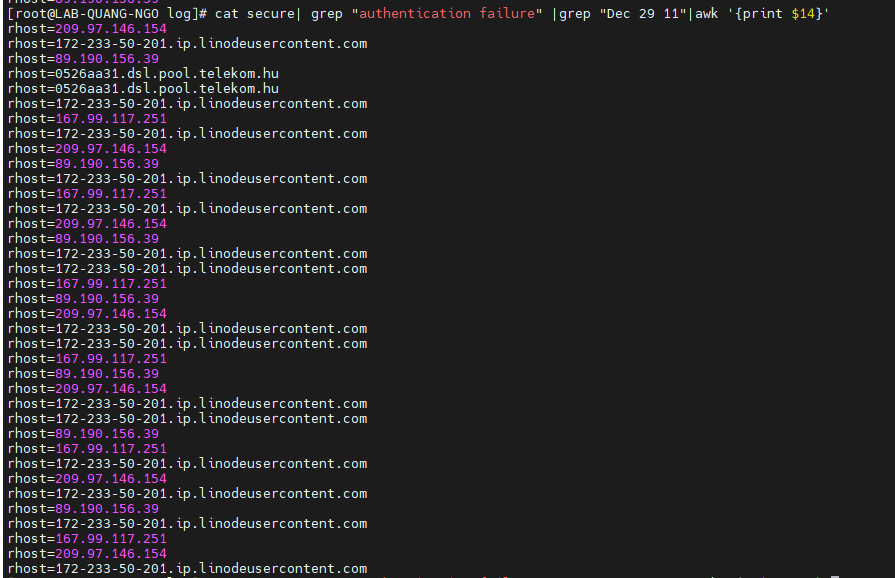 [root@LAB-QUANG-NGO log]# cat secure| grep "authentication failure" |grep "Dec 29 11"|awk '{print $14}'
rhost=209.97.146.154
rhost=172-233-50-201.ip.linodeusercontent.com
rhost=89.190.156.39
rhost=0526aa31.dsl.pool.telekom.hu
rhost=0526aa31.dsl.pool.telekom.hu
rhost=172-233-50-201.ip.linodeusercontent.com
rhost=167.99.117.251
rhost=172-233-50-201.ip.linodeusercontent.com
rhost=209.97.146.154
rhost=89.190.156.39
rhost=172-233-50-201.ip.linodeusercontent.com
rhost=167.99.117.251
rhost=172-233-50-201.ip.linodeusercontent.com
rhost=209.97.146.154
rhost=89.190.156.39
rhost=172-233-50-201.ip.linodeusercontent.com
rhost=172-233-50-201.ip.linodeusercontent.com
rhost=167.99.117.251
rhost=89.190.156.39
rhost=209.97.146.154
rhost=172-233-50-201.ip.linodeusercontent.com
rhost=172-233-50-201.ip.linodeusercontent.com
rhost=167.99.117.251
rhost=89.190.156.39
rhost=209.97.146.154
rhost=172-233-50-201.ip.linodeusercontent.com
rhost=172-233-50-201.ip.linodeusercontent.com
rhost=89.190.156.39
rhost=167.99.117.251
rhost=172-233-50-201.ip.linodeusercontent.com
rhost=209.97.146.154
rhost=172-233-50-201.ip.linodeusercontent.com
rhost=89.190.156.39
rhost=172-233-50-201.ip.linodeusercontent.com
rhost=167.99.117.251
rhost=209.97.146.154
rhost=172-233-50-201.ip.linodeusercontent.com